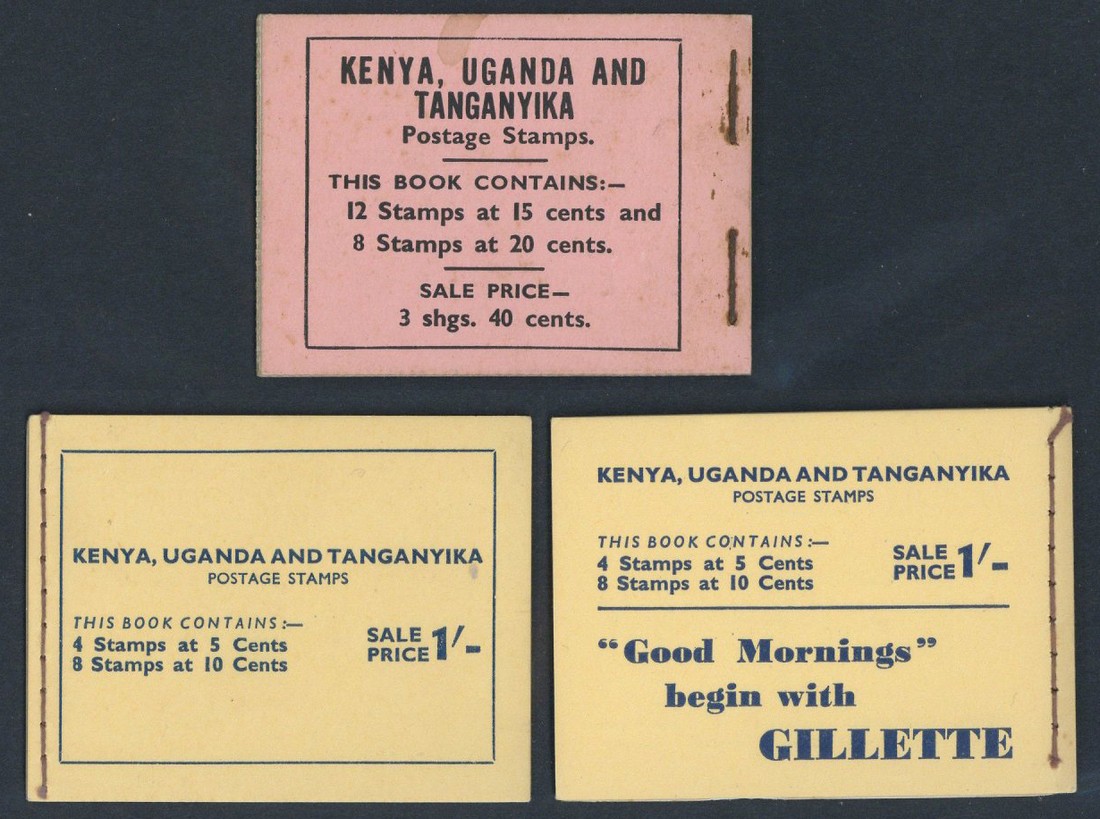 KENYA, UGANDA AND
TANGANYIKA
Postage Stamps.
THIS BOOK CONTAINS:—
12 Stamps at 15 cents and
8 Stamps at 20 cents.
SALE PRICE—
3 shgs. 40 cents.
KENYA, UGANDA AND TANGANYIKA
POSTAGE STAMPS
THIS BOOK CONTAINS :—
4 Stamps at 5 Cents
8 Stamps at 10 Cents
SALE
PRICE 1/-
KENYA, UGANDA AND TANGANYIKA
POSTAGE STAMPS
THIS BOOK CONTAINS :—
4 Stamps at 5 Cents
8 Stamps at 10 Cents
SALE
PRICE 1/-
“Good Mornings”
begin with
GILLETTE